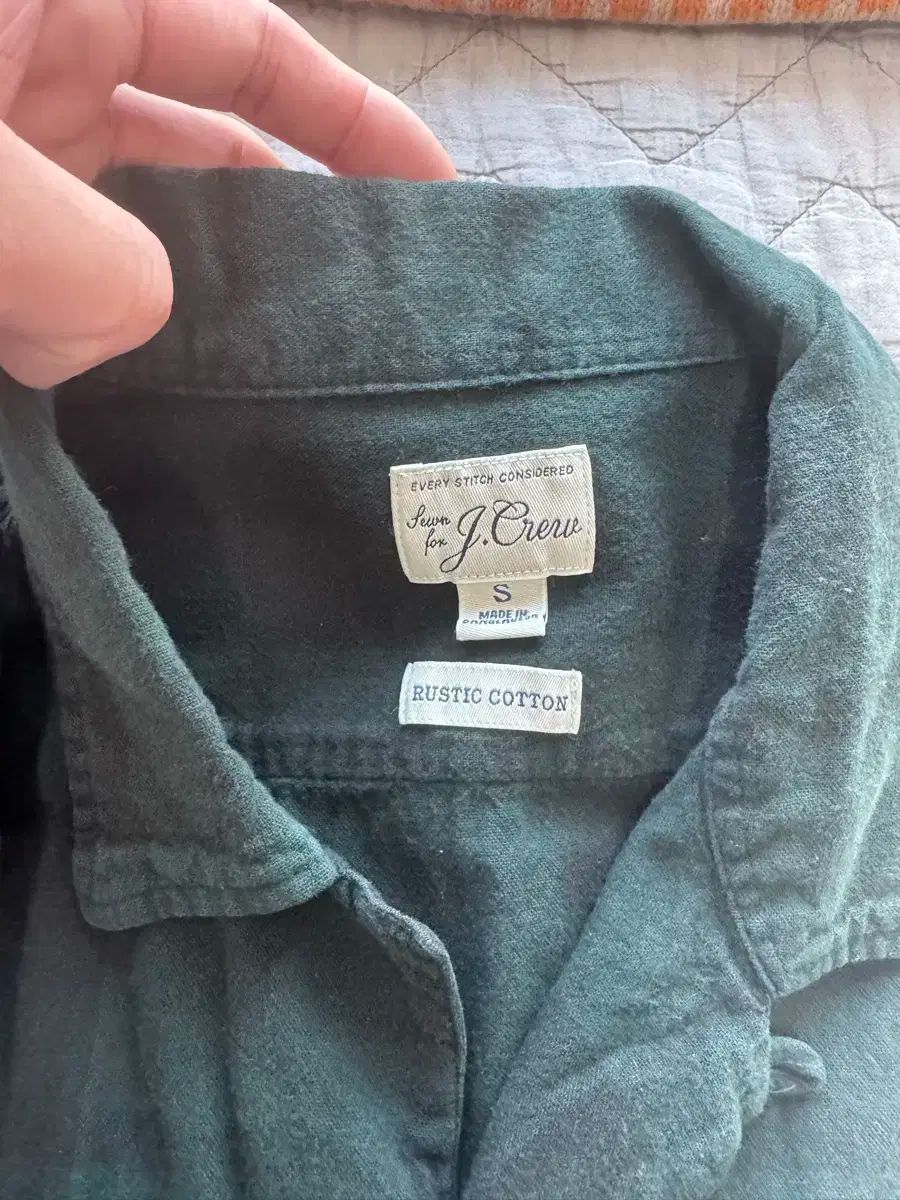 EVERY STITCH CONSIDERED
Sewn
for J.Crew
S
MADE IN
RUSTIC COTTON